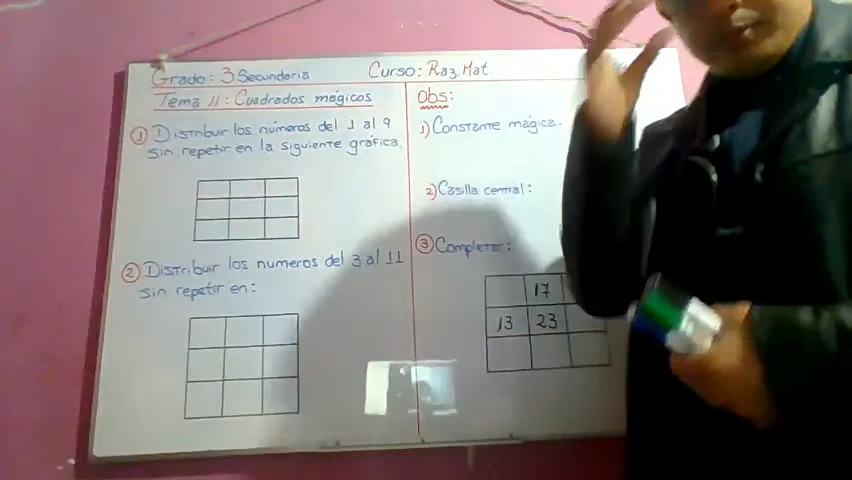 Grado: 3 Secundaria
Curso: Raz. Mat
Tema 11: Cuadrados mágicos
① Distribuir los números del 1 al 9
sin repetir en la siguiente gráfica.
② Distribuir los numeros del 3 al 11
sin repetir en:
Obs:
1) Constante mágica.
2) Casilla central:
③ Completar:
17
13 23